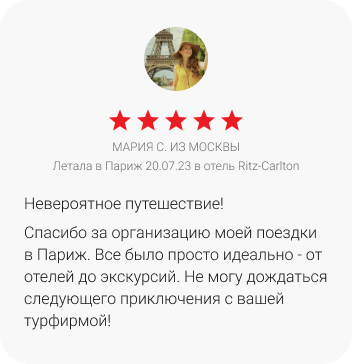 МАРИЯ С. ИЗ МОСКВЫ
Летала в Париж 20.07.23 в отель Ritz-Carlton
Невероятное путешествие!
Спасибо за организацию моей поездки
в Париж. Все было просто идеально - от
отелей до экскурсий. Не могу дождаться
следующего приключения с вашей
турфирмой!